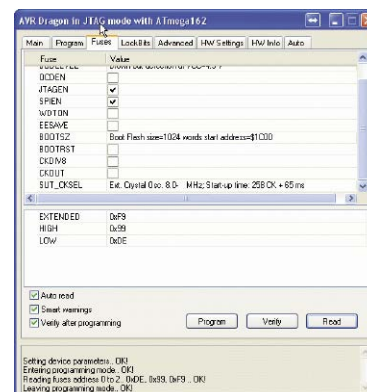 AVR Dragon in JTAG mode with ATmega162
Main Program Fuses LockBits Advanced HW Settings HW Info Auto
Fuse Value
OCDEN
JTAGEN
SPIEN
WDTON
EESAVE
BOOTSZ Boot Flash size=1024 words start address=$1C00
BOOTRST
CKDIV8
CKOUT
SUT_CKSEL Ext. Crystal Osc. 8.0- MHz; Start-up time: 258 CK + 65 ms
EXTENDED 0xF9
HIGH 0x99
LOW 0xDE
Auto read
Smart warnings
Verify after programming
Program Verify Read
Setting device parameters.. OK!
Entering programming mode.. OK!
Reading fuses address 0 to 2.. 0xDE, 0x99, 0xF9 .. OK!
Leaving programming mode.. OK!